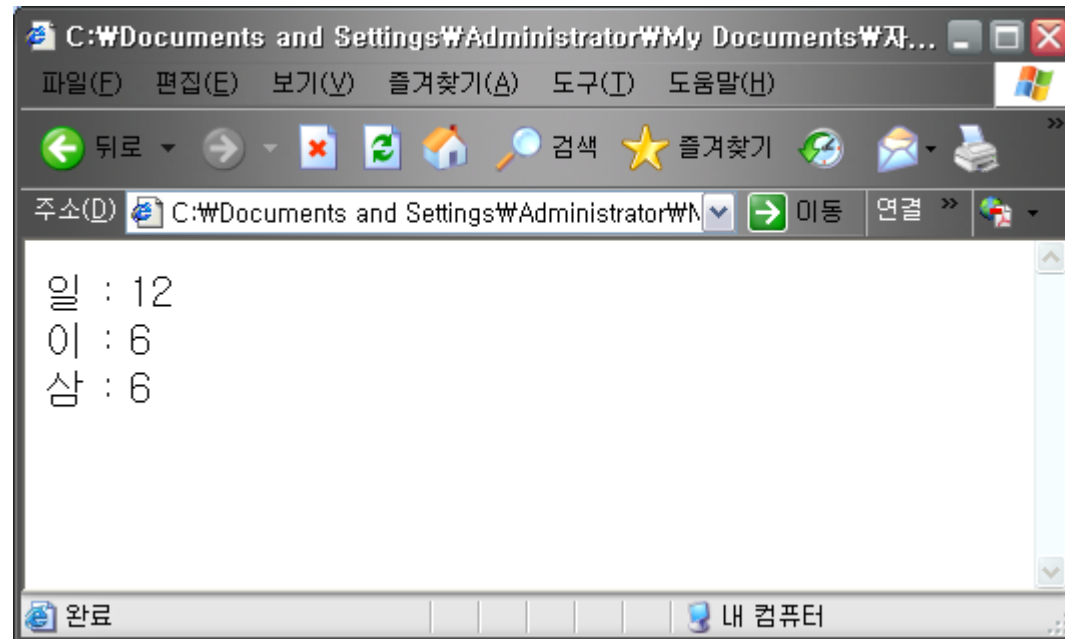 C:₩Documents and Settings₩Administrator₩My Documents₩자...
파일(F) 편집(E) 보기(V) 즐겨찾기(A) 도구(T) 도움말(H)
뒤로 검색 즐겨찾기 »
주소(D) C:₩Documents and Settings₩Administrator₩M 이동 연결 »
일 : 12
이 : 6
삼 : 6
완료 내 컴퓨터